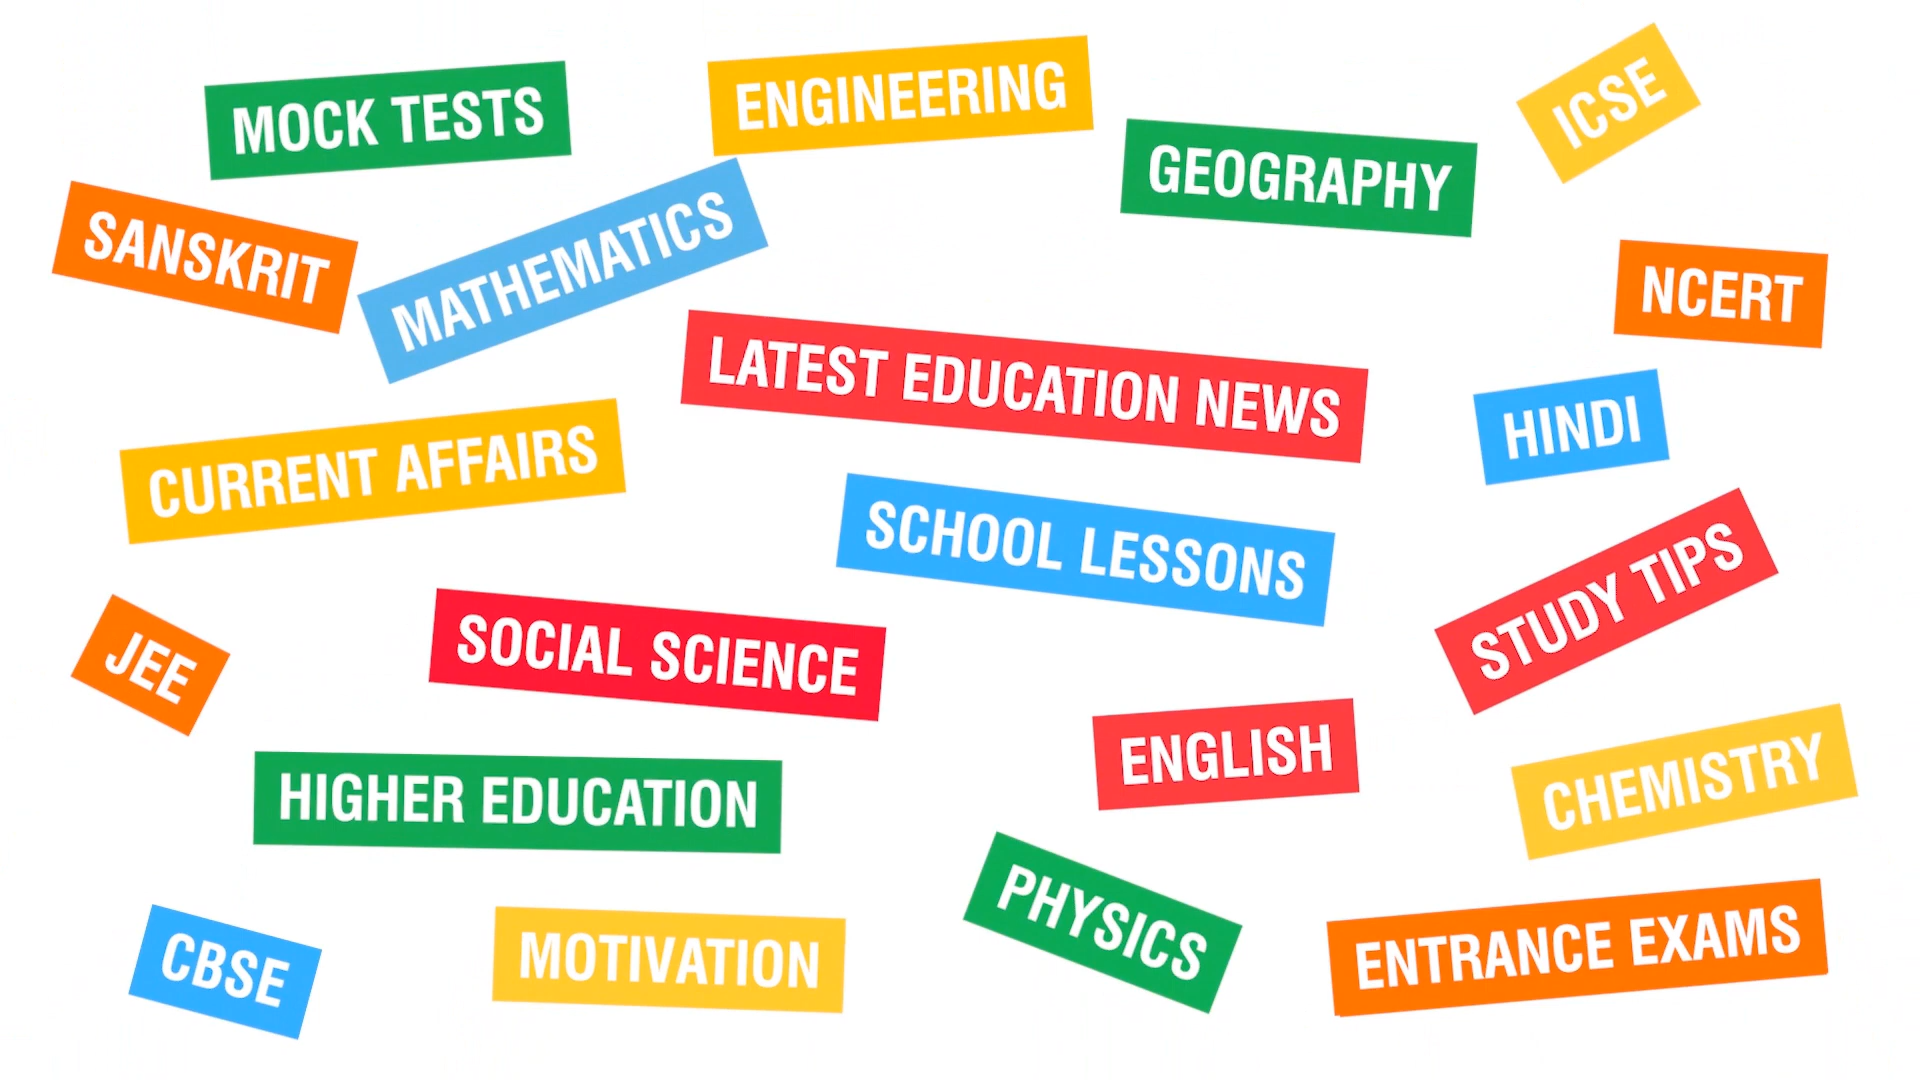 MOCK TESTS
ENGINEERING
ICSE
GEOGRAPHY
SANSKRIT
MATHEMATICS
NCERT
LATEST EDUCATION NEWS
HINDI
CURRENT AFFAIRS
SCHOOL LESSONS
STUDY TIPS
JEE
SOCIAL SCIENCE
ENGLISH
CHEMISTRY
HIGHER EDUCATION
PHYSICS
ENTRANCE EXAMS
CBSE
MOTIVATION